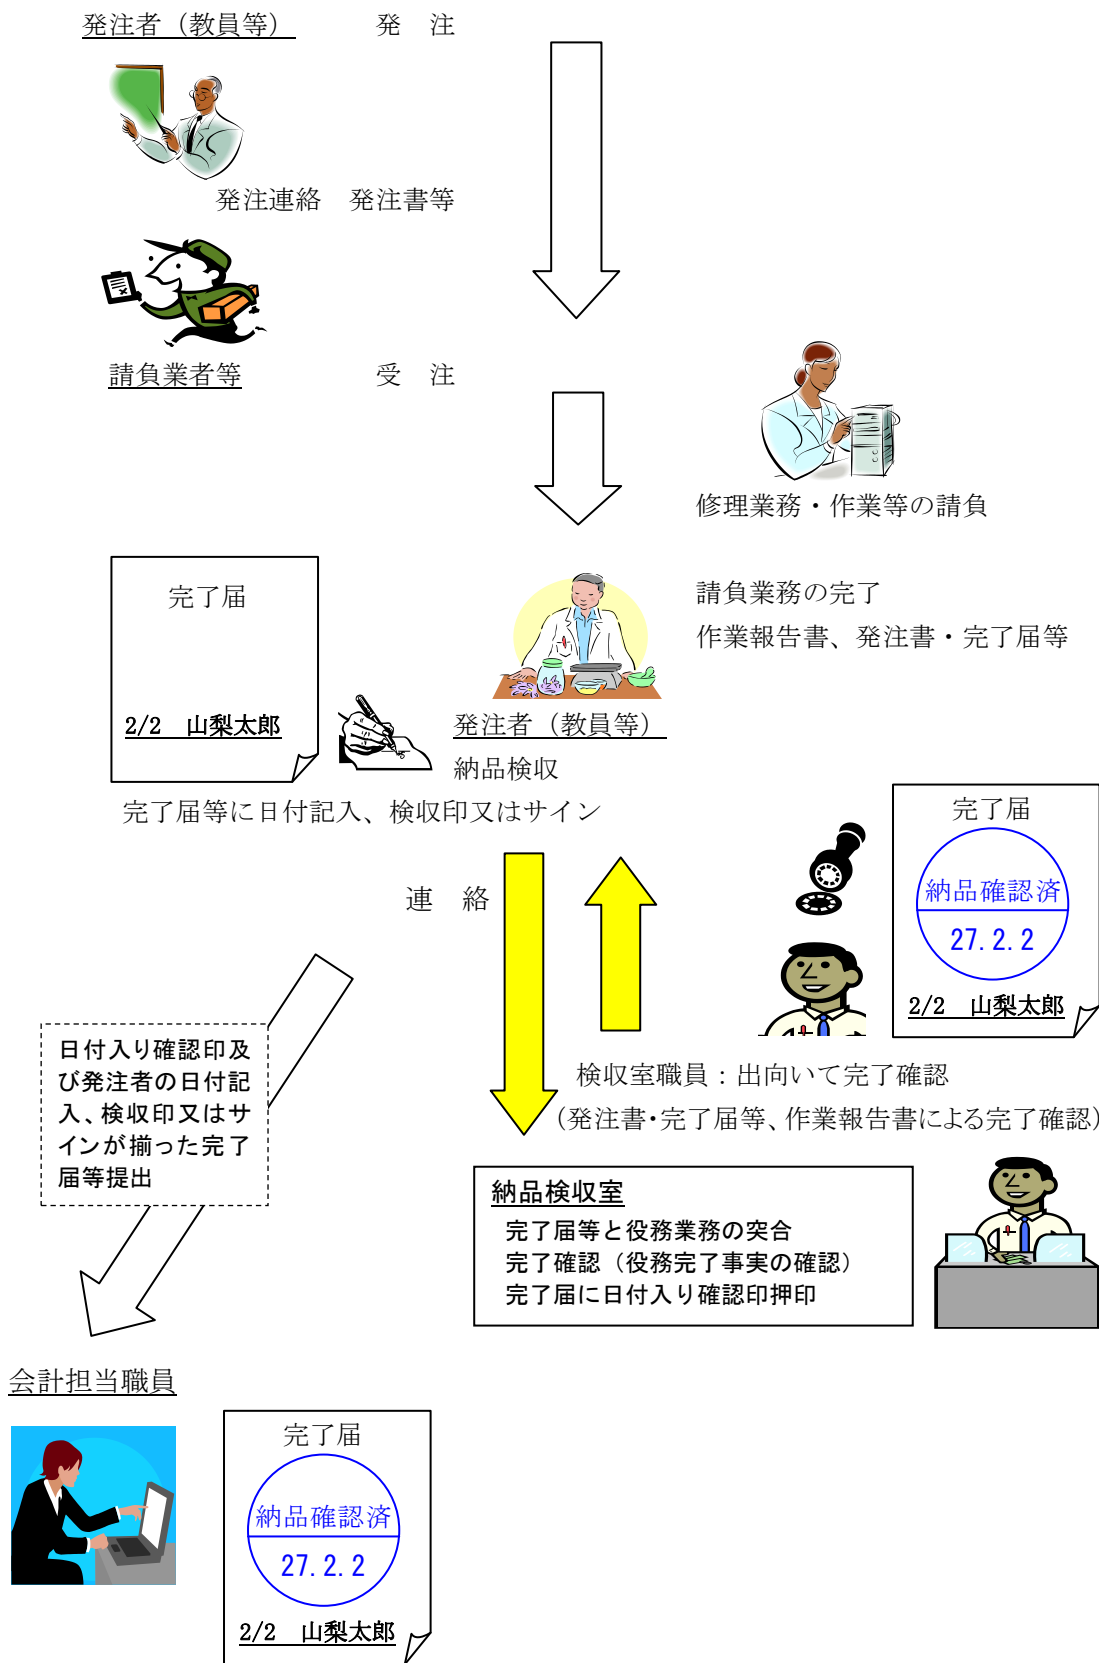 発注者（教員等）　発　注
発注連絡　発注書等
請負業者等　受　注
修理業務・作業等の請負
請負業務の完了
作業報告書、発注書・完了届等
完了届
2/2　山梨太郎
発注者（教員等）
納品検収
完了届等に日付記入、検収印又はサイン
連　絡
完了届
納品確認済
27.2.2
2/2　山梨太郎
検収室職員：出向いて完了確認
（発注書・完了届等、作業報告書による完了確認）
日付入り確認印及
び発注者の日付記
入、検収印又はサ
インが揃った完了
届等提出
納品検収室
完了届等と役務業務の突合
完了確認（役務完了事実の確認）
完了届に日付入り確認印押印
会計担当職員
完了届
納品確認済
27.2.2
2/2　山梨太郎